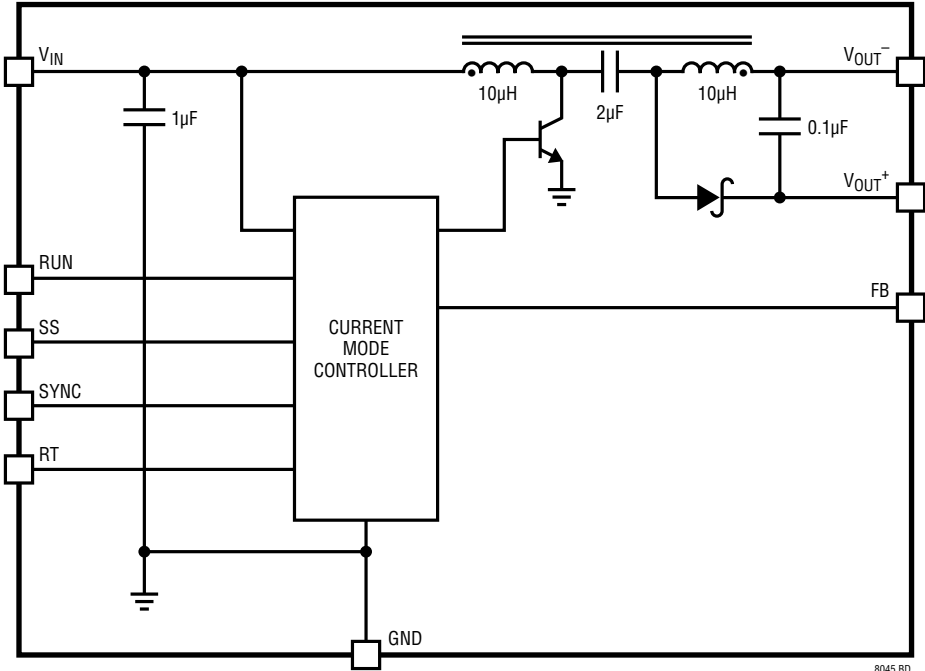 V_IN
V_OUT^-
10µH
2µF
10µH
1µF
0.1µF
V_OUT^+
RUN
FB
SS
CURRENT
MODE
CONTROLLER
SYNC
RT
GND
8045 BD